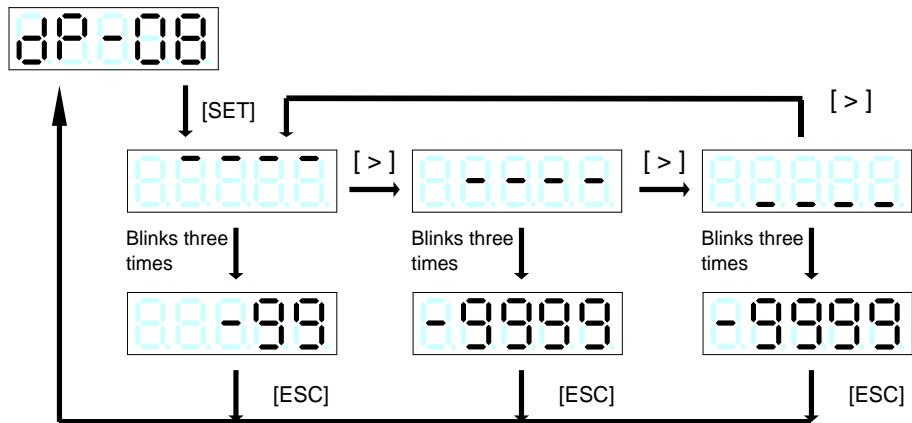 dP-08
[SET]
[ > ]
- - - -
[ > ]
- - - -
[ > ]
_ _ _ _
Blinks three
times
Blinks three
times
Blinks three
times
-99
-9999
-9999
[ESC]
[ESC]
[ESC]